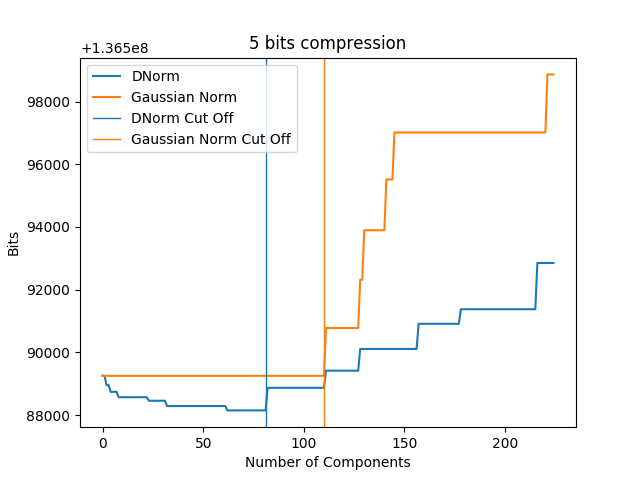 5 bits compression
+1.365e8
DNorm
Gaussian Norm
DNorm Cut Off
Gaussian Norm Cut Off
98000
96000
94000
92000
90000
88000
Bits
0 50 100 150 200
Number of Components